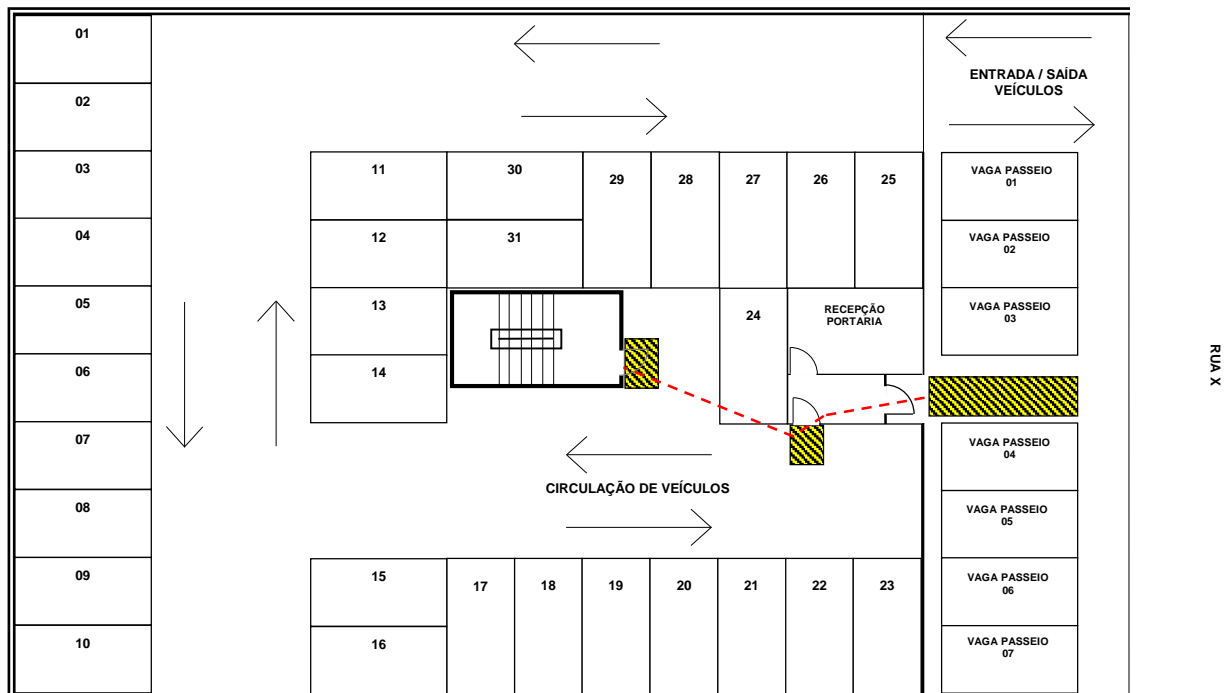 01
ENTRADA / SAÍDA
VEÍCULOS
02
03
11
30
29
28
27
26
25
VAGA PASSEIO
01
04
12
31
VAGA PASSEIO
02
05
13
24
RECEPÇÃO
PORTARIA
VAGA PASSEIO
03
06
14
RUA X
07
VAGA PASSEIO
04
CIRCULAÇÃO DE VEÍCULOS
08
VAGA PASSEIO
05
09
15
17
18
19
20
21
22
23
VAGA PASSEIO
06
10
16
VAGA PASSEIO
07